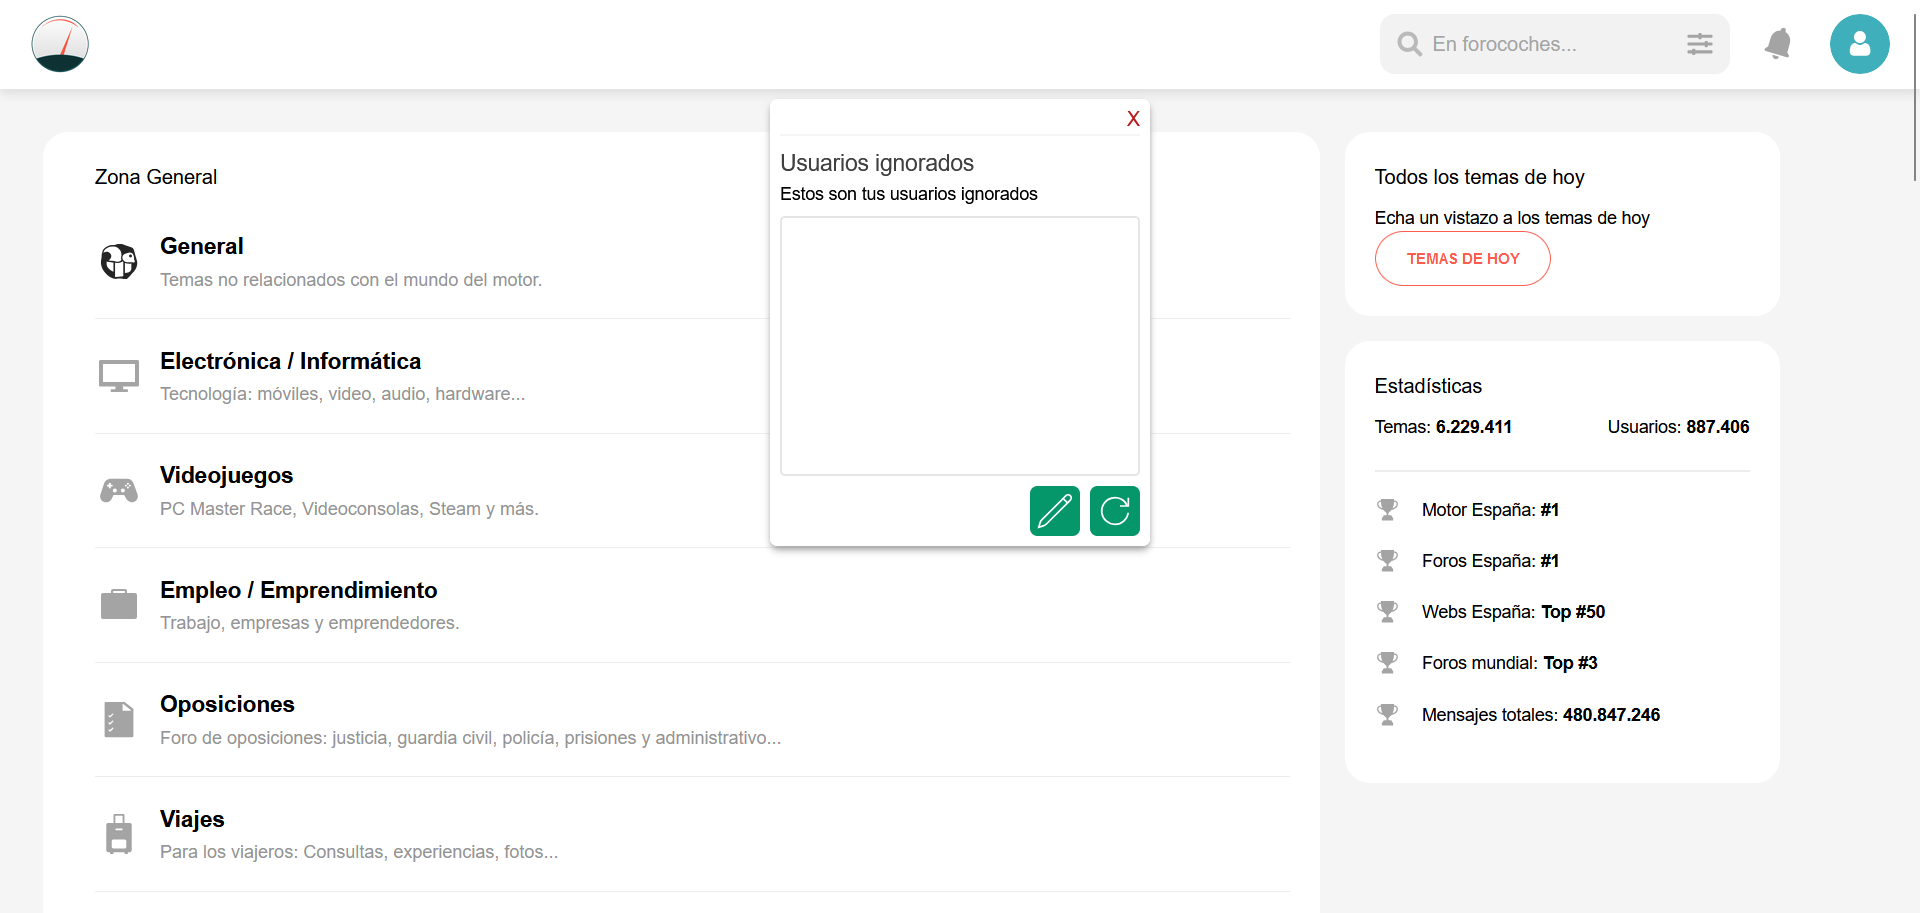 En forocoches...
X
Usuarios ignorados
Estos son tus usuarios ignorados
Zona General
General
Temas no relacionados con el mundo del motor.
Electrónica / Informática
Tecnología: móviles, video, audio, hardware...
Videojuegos
PC Master Race, Videoconsolas, Steam y más.
Empleo / Emprendimiento
Trabajo, empresas y emprendedores.
Oposiciones
Foro de oposiciones: justicia, guardia civil, policía, prisiones y administrativo...
Viajes
Para los viajeros: Consultas, experiencias, fotos...
Todos los temas de hoy
Echa un vistazo a los temas de hoy
TEMAS DE HOY
Estadísticas
Temas: 6.229.411 Usuarios: 887.406
Motor España: #1
Foros España: #1
Webs España: Top #50
Foros mundial: Top #3
Mensajes totales: 480.847.246